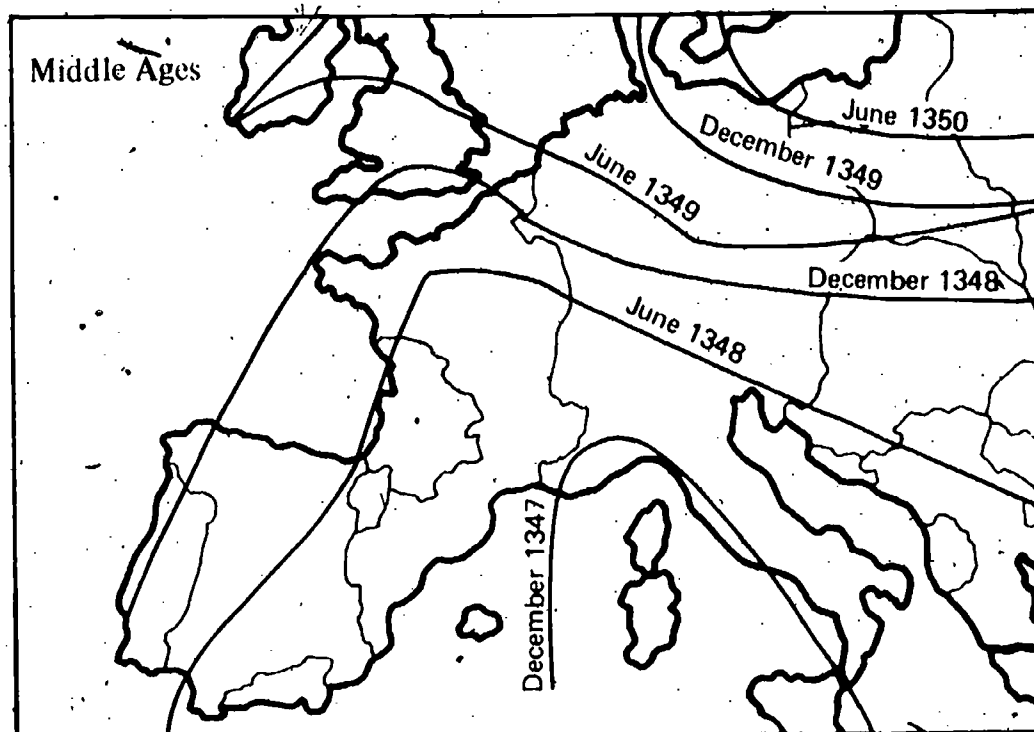 Middle Ages
June 1350
December 1349
June 1349
December 1348
June 1348
December 1347